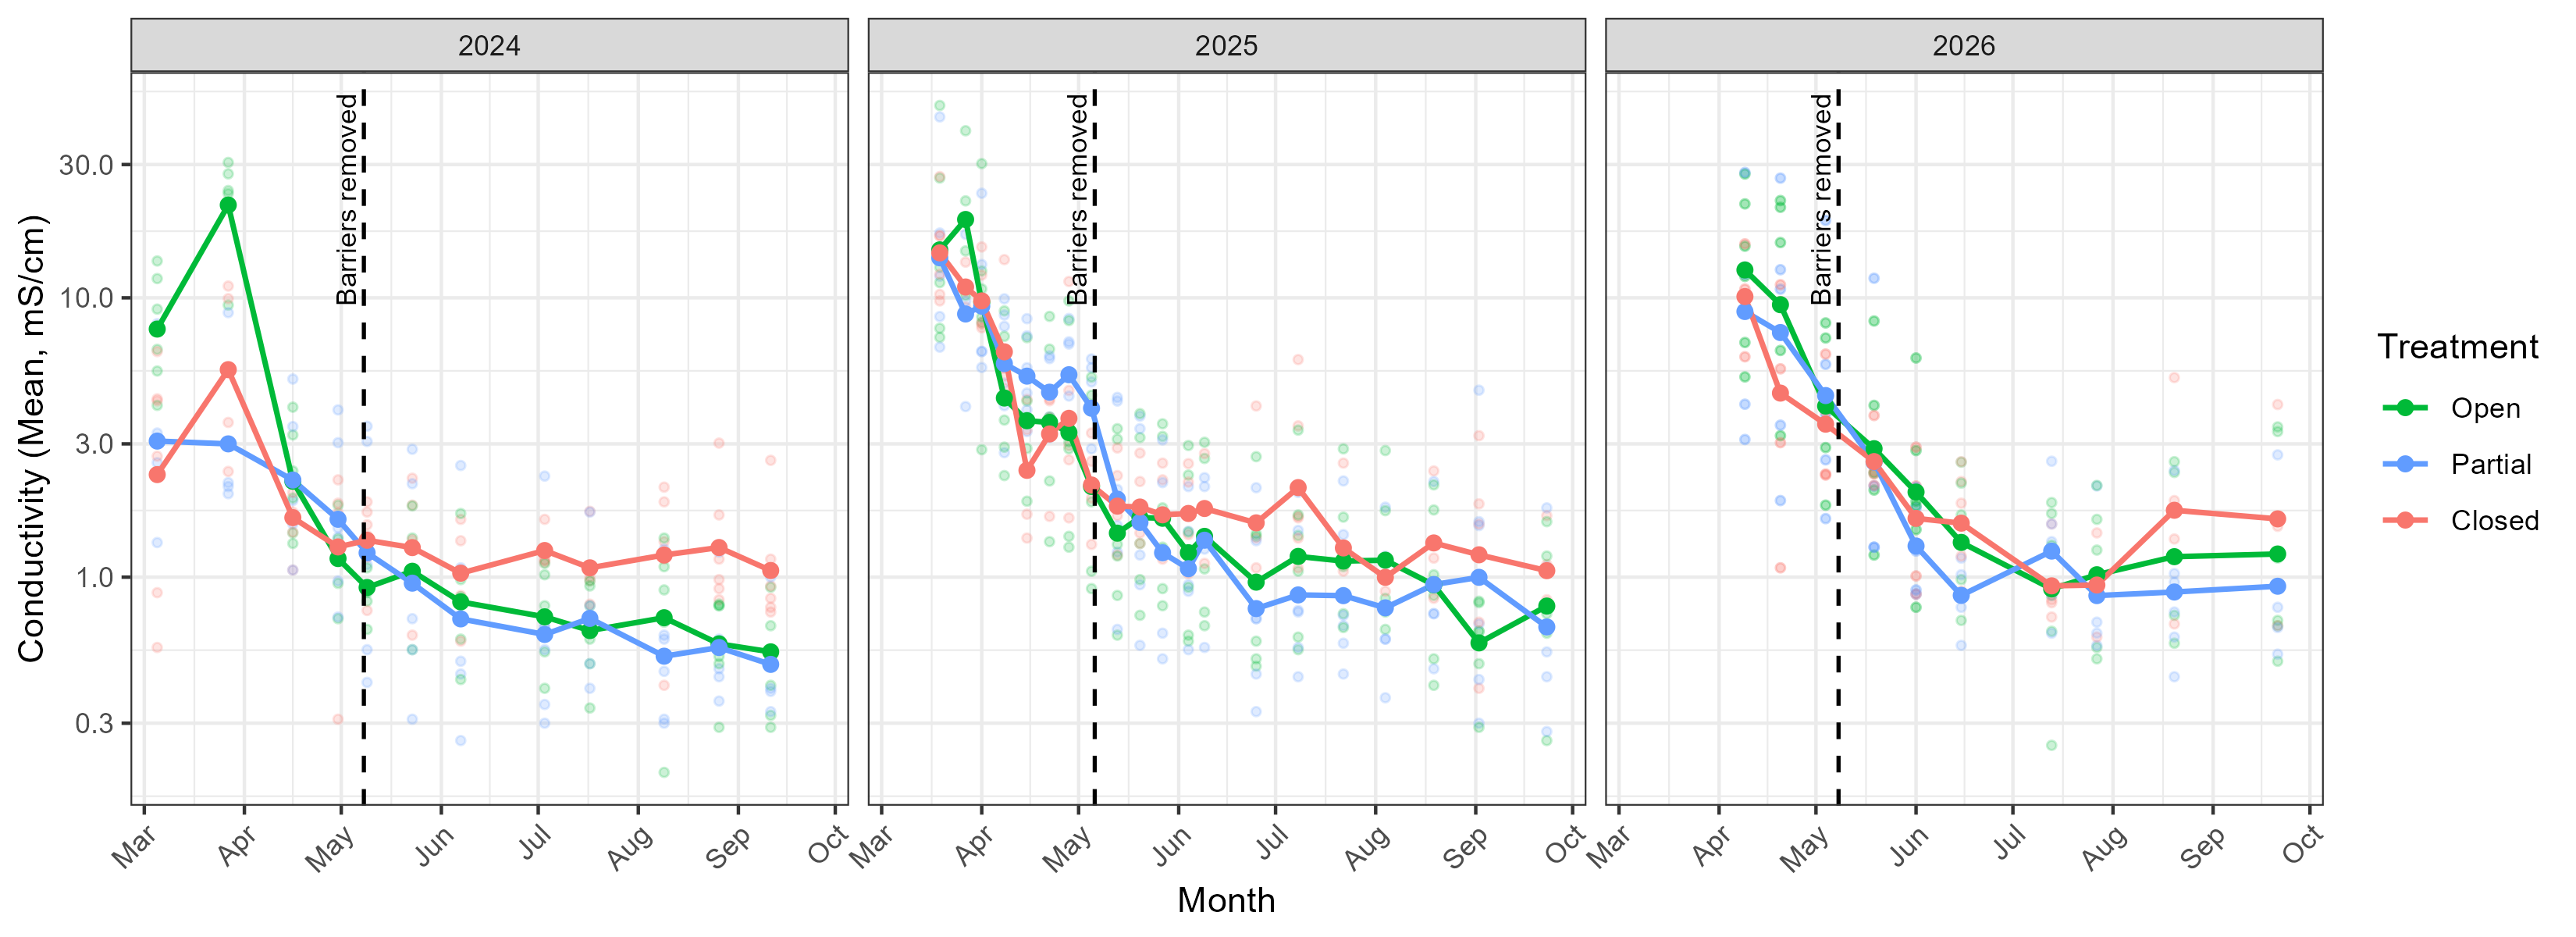 2024 2025 2026
Conductivity (Mean, mS/cm)
30.0
10.0
3.0
1.0
0.3
Barriers removed
Barriers removed
Barriers removed
Mar Apr May Jun Jul Aug Sep Oct
Mar Apr May Jun Jul Aug Sep Oct
Mar Apr May Jun Jul Aug Sep Oct
Month
Treatment
Open
Partial
Closed